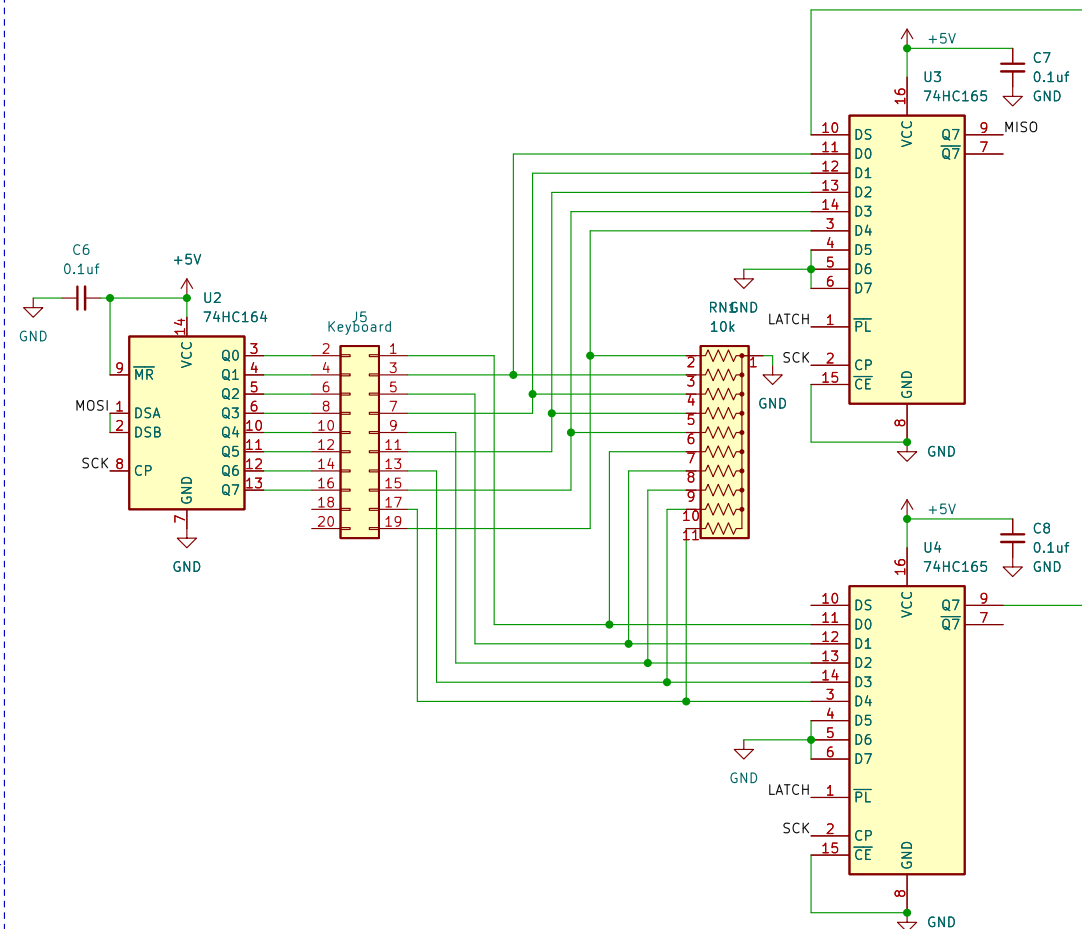 +5V
C7
0.1uf
GND
U3
74HC165
16
VCC
10 DS Q7 9 MISO
11 D0 Q7 7
12 D1
13 D2
14 D3
3 D4
4 D5
5 D6
6 D7
GND
LATCH 1 PL
SCK 2 CP
15 CE
GND
8
GND
C6
0.1uf
GND
+5V
U2
74HC164
14
VCC
9 MR
MOSI 1 DSA
2 DSB
SCK 8 CP
Q0 3
Q1 4
Q2 5
Q3 6
Q4 10
Q5 11
Q6 12
Q7 13
GND
7
GND
J5
Keyboard
2 1
4 3
6 5
8 7
10 9
12 11
14 13
16 15
18 17
20 19
RN1
10k
1
2
3
4
5
6
7
8
9
10
11
GND
+5V
C8
0.1uf
GND
U4
74HC165
16
VCC
10 DS Q7 9
11 D0 Q7 7
12 D1
13 D2
14 D3
3 D4
4 D5
5 D6
6 D7
GND
LATCH 1 PL
SCK 2 CP
15 CE
GND
8
GND